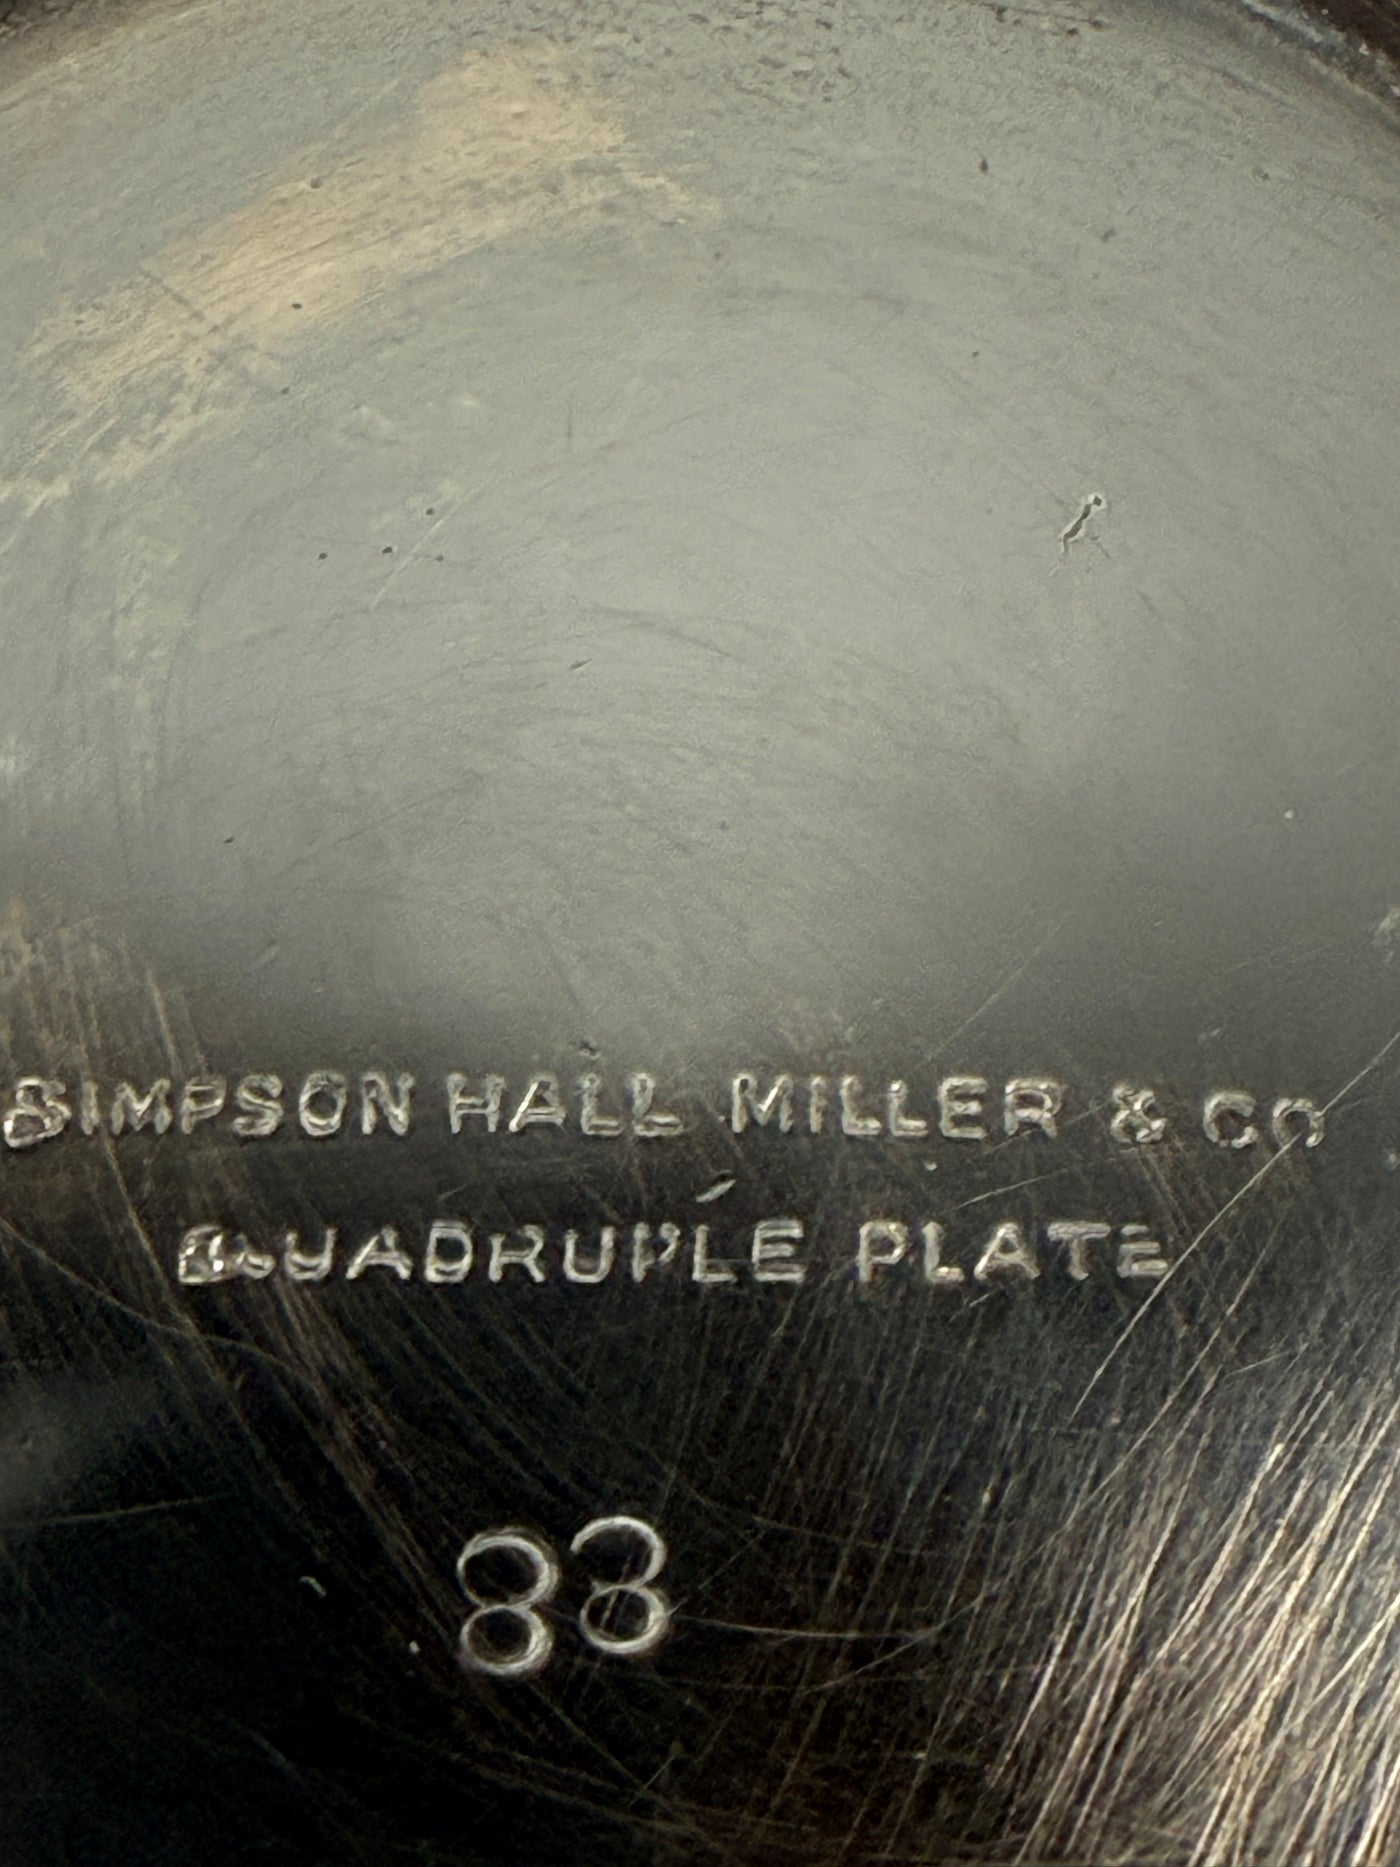 SIMPSON HALL MILLER & CO
QUADRUPLE PLATE
83